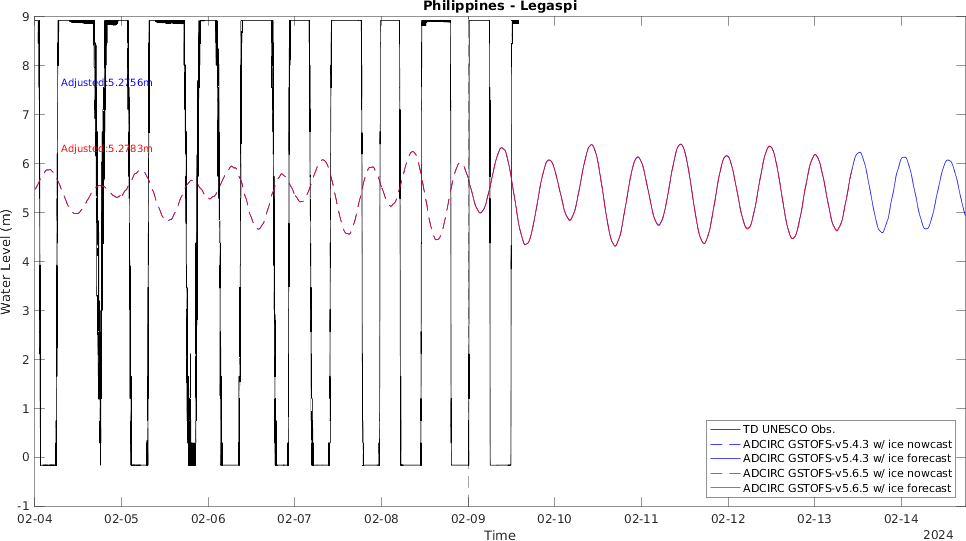 Philippines - Legaspi
9
8
7
6
5
4
3
2
1
0
-1
Water Level (m)
Adjusted:5.2756m
Adjusted:5.2783m
TD UNESCO Obs.
ADCIRC GSTOFS-v5.4.3 w/ ice nowcast
ADCIRC GSTOFS-v5.4.3 w/ ice forecast
ADCIRC GSTOFS-v5.6.5 w/ ice nowcast
ADCIRC GSTOFS-v5.6.5 w/ ice forecast
02-04 02-05 02-06 02-07 02-08 02-09 02-10 02-11 02-12 02-13 02-14
Time
2024